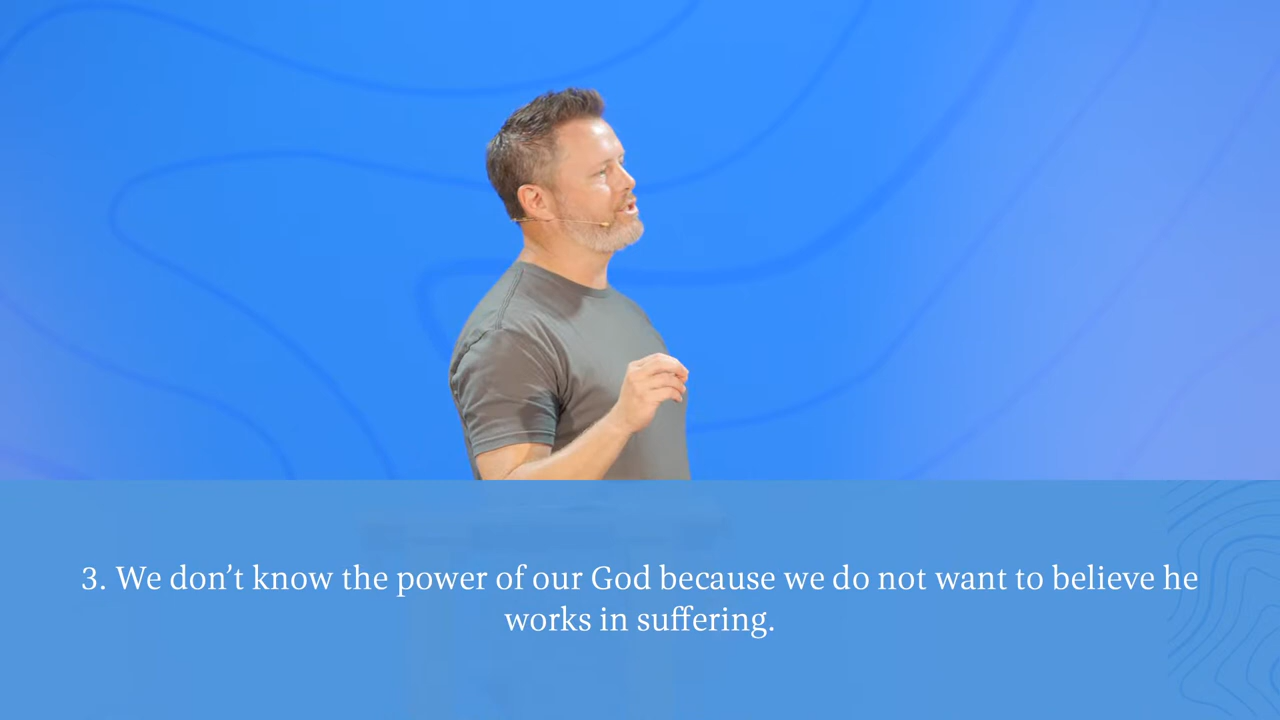 3. We don’t know the power of our God because we do not want to believe he
works in suffering.